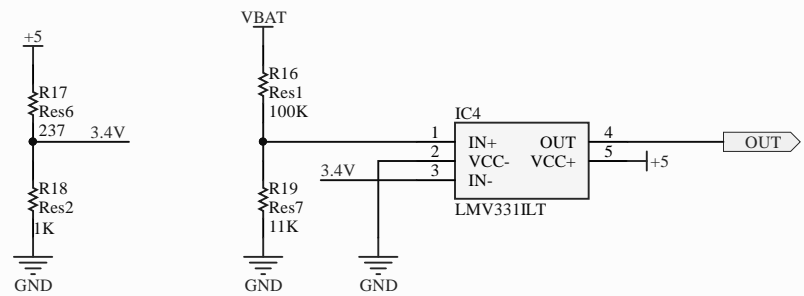 +5
R17
Res6
237
3.4V
R18
Res2
1K
GND
VBAT
R16
Res1
100K
R19
Res7
11K
GND
3.4V
GND
IC4
1
2
3
IN+
VCC-
IN-
OUT
VCC+
4
5
LMV331ILT
+5
OUT